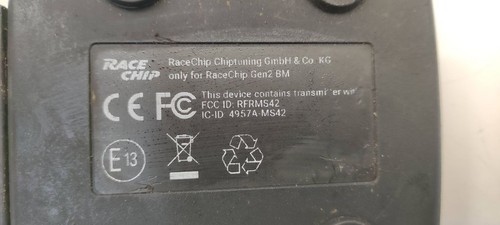 RACE
CHIP
RaceChip Chiptuning GmbH & Co. KG
only for RaceChip Gen2 BM
CE FC
This device contains transmitter
FCC ID: RFRMS42
IC-ID: 4957A-MS42
E13